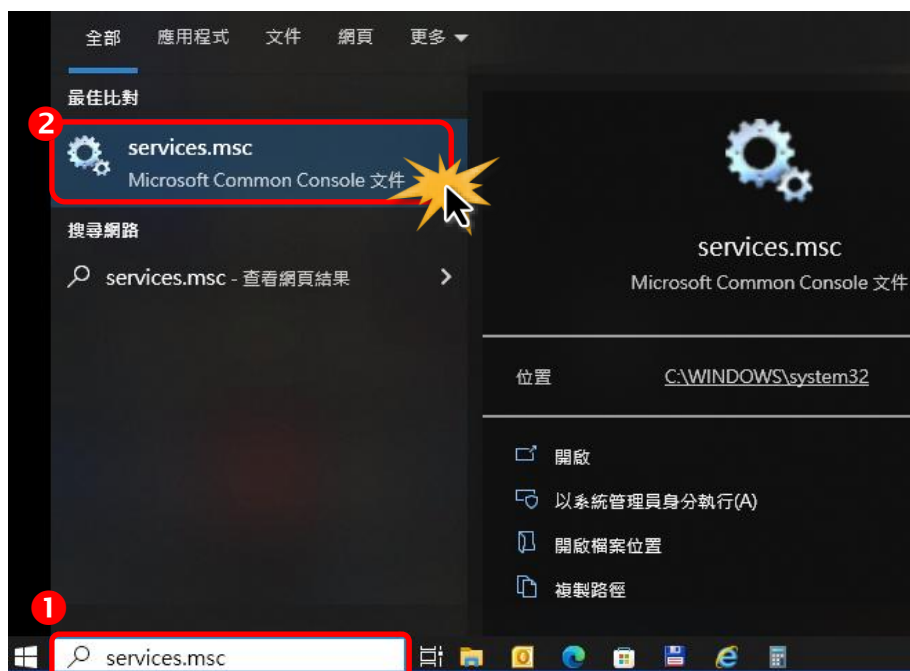 全部 應用程式 文件 網頁 更多
最佳比對
2
services.msc
Microsoft Common Console 文件
搜尋網路
services.msc - 查看網頁結果
services.msc
Microsoft Common Console 文件
位置 C:\WINDOWS\system32
開啟
以系統管理員身分執行(A)
開啟檔案位置
複製路徑
1
services.msc